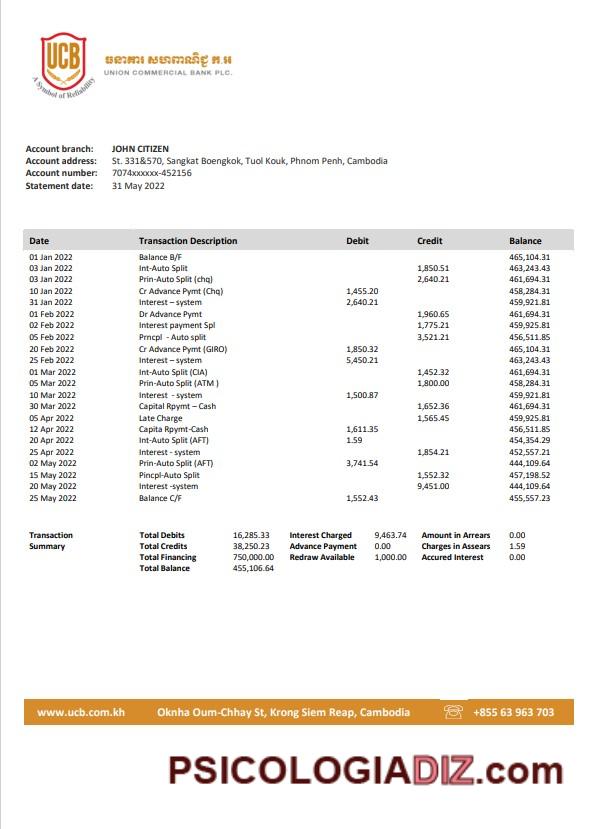 UCB
A Symbol of Reliability
ធនាគារ សហពាណិជ្ជ ភ.អ
UNION COMMERCIAL BANK PLC.
Account branch: JOHN CITIZEN
Account address: St. 331&570, Sangkat Boengkok, Tuol Kouk, Phnom Penh, Cambodia
Account number: 7074xxxxxx-452156
Statement date: 31 May 2022
Date Transaction Description Debit Credit Balance
01 Jan 2022 Balance B/F 465,104.31
03 Jan 2022 Int-Auto Split 1,850.51 463,243.43
03 Jan 2022 Prin-Auto Split (chq) 2,640.21 461,694.31
10 Jan 2022 Cr Advance Pymt (Chq) 1,455.20 458,284.31
31 Jan 2022 Interest – system 2,640.21 459,921.81
01 Feb 2022 Dr Advance Pymt 1,960.65 461,694.31
02 Feb 2022 Interest payment Spl 1,775.21 459,925.81
05 Feb 2022 Prncpl - Auto split 3,521.21 456,511.85
20 Feb 2022 Cr Advance Pymt (GIRO) 1,850.32 465,104.31
25 Feb 2022 Interest – system 5,450.21 463,243.43
01 Mar 2022 Int-Auto Split (CIA) 1,452.32 461,694.31
05 Mar 2022 Prin-Auto Split (ATM ) 1,800.00 458,284.31
10 Mar 2022 Interest - system 1,500.87 459,921.81
30 Mar 2022 Capital Rpymt – Cash 1,652.36 461,694.31
05 Apr 2022 Late Charge 1,565.45 459,925.81
12 Apr 2022 Capita Rpymt-Cash 1,611.35 456,511.85
20 Apr 2022 Int-Auto Split (AFT) 1.59 454,354.29
25 Apr 2022 Interest - system 1,854.21 452,557.21
02 May 2022 Prin-Auto Split (AFT) 3,741.54 444,109.64
15 May 2022 Pincpl-Auto Split 1,552.32 457,198.52
20 May 2022 Interest -system 9,451.00 444,109.64
25 May 2022 Balance C/F 1,552.43 455,557.23
Transaction Total Debits 16,285.33 Interest Charged 9,463.74 Amount in Arrears 0.00
Summary Total Credits 38,250.23 Advance Payment 0.00 Charges in Assears 1.59
Total Financing 750,000.00 Redraw Available 1,000.00 Accured Interest 0.00
Total Balance 455,106.64
www.ucb.com.kh Oknha Oum-Chhay St, Krong Siem Reap, Cambodia +855 63 963 703
PSICOLOGIADIZ.com